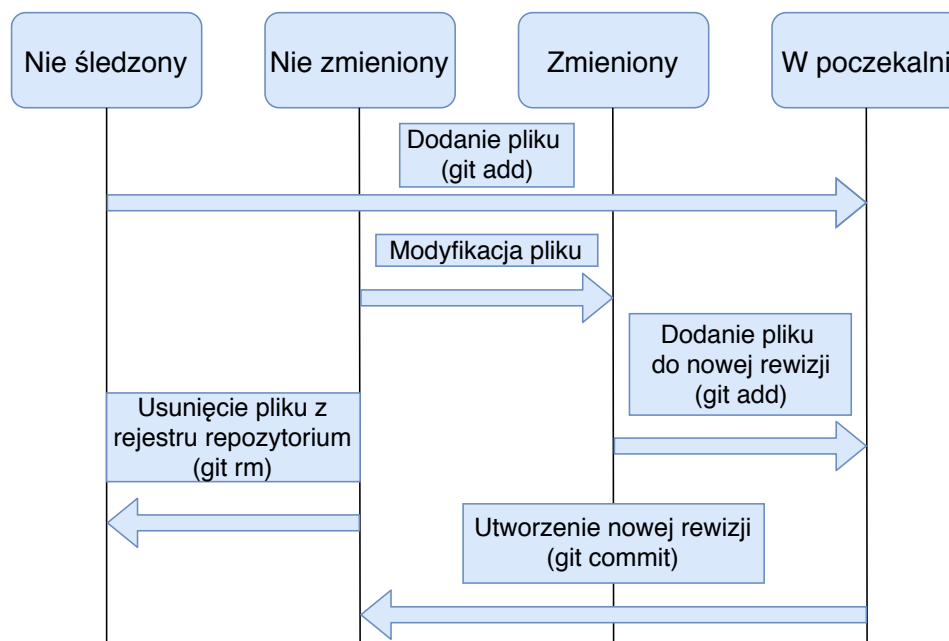 Nie śledzony
Nie zmieniony
Zmieniony
W poczekalni
Dodanie pliku
(git add)
Modyfikacja pliku
Dodanie pliku
do nowej rewizji
(git add)
Usunięcie pliku z
rejestru repozytorium
(git rm)
Utworzenie nowej rewizji
(git commit)